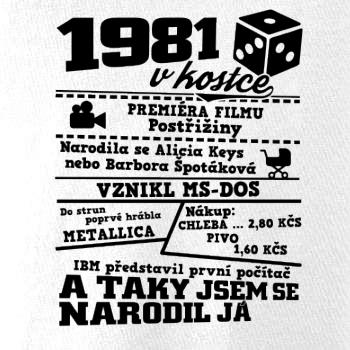 1981
v kostce
PREMIÉRA FILMU
Postřižiny
Narodila se Alicia Keys
nebo Barbora Špotáková
VZNIKL MS-DOS
Do strun
poprvé hrábla
METALLICA
Nákup:
CHLEBA ... 2,80 KČS
PIVO
1,60 KČS
IBM představil první počítač
A TAKY JSEM SE
NARODIL JÁ